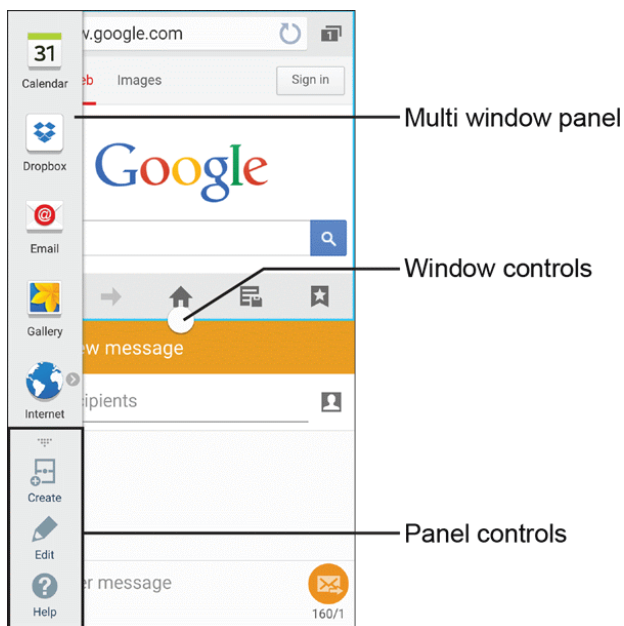 31
Calendar
Dropbox
@
Email
Gallery
Internet
Create
Edit
?
Help
w.google.com
1
eb Images Sign in
Google
ew message
ipients
er message
160/1
Multi window panel
Window controls
Panel controls